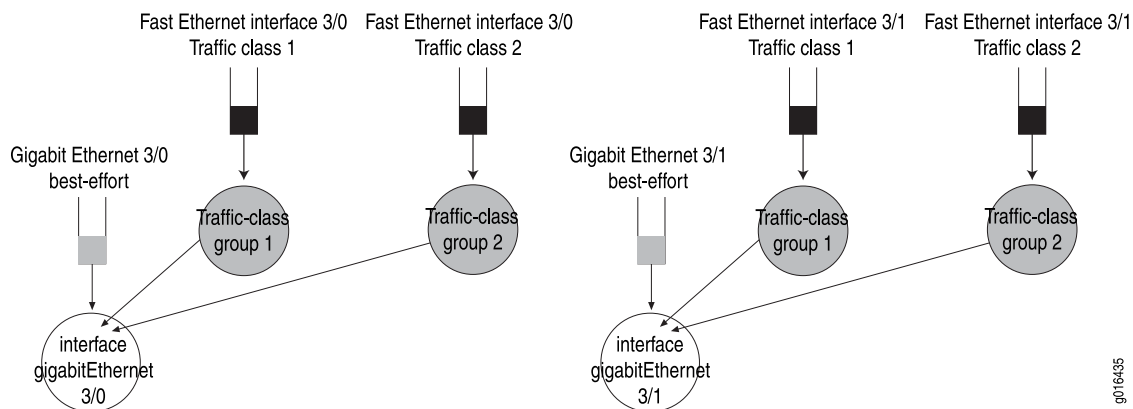 Fast Ethernet interface 3/0
Traffic class 1
Fast Ethernet interface 3/0
Traffic class 2
Gigabit Ethernet 3/0
best-effort
Traffic-class
group 1
Traffic-class
group 2
interface
gigabitEthernet
3/0
Fast Ethernet interface 3/1
Traffic class 1
Fast Ethernet interface 3/1
Traffic class 2
Gigabit Ethernet 3/1
best-effort
Traffic-class
group 1
Traffic-class
group 2
interface
gigabitEthernet
3/1
g016435